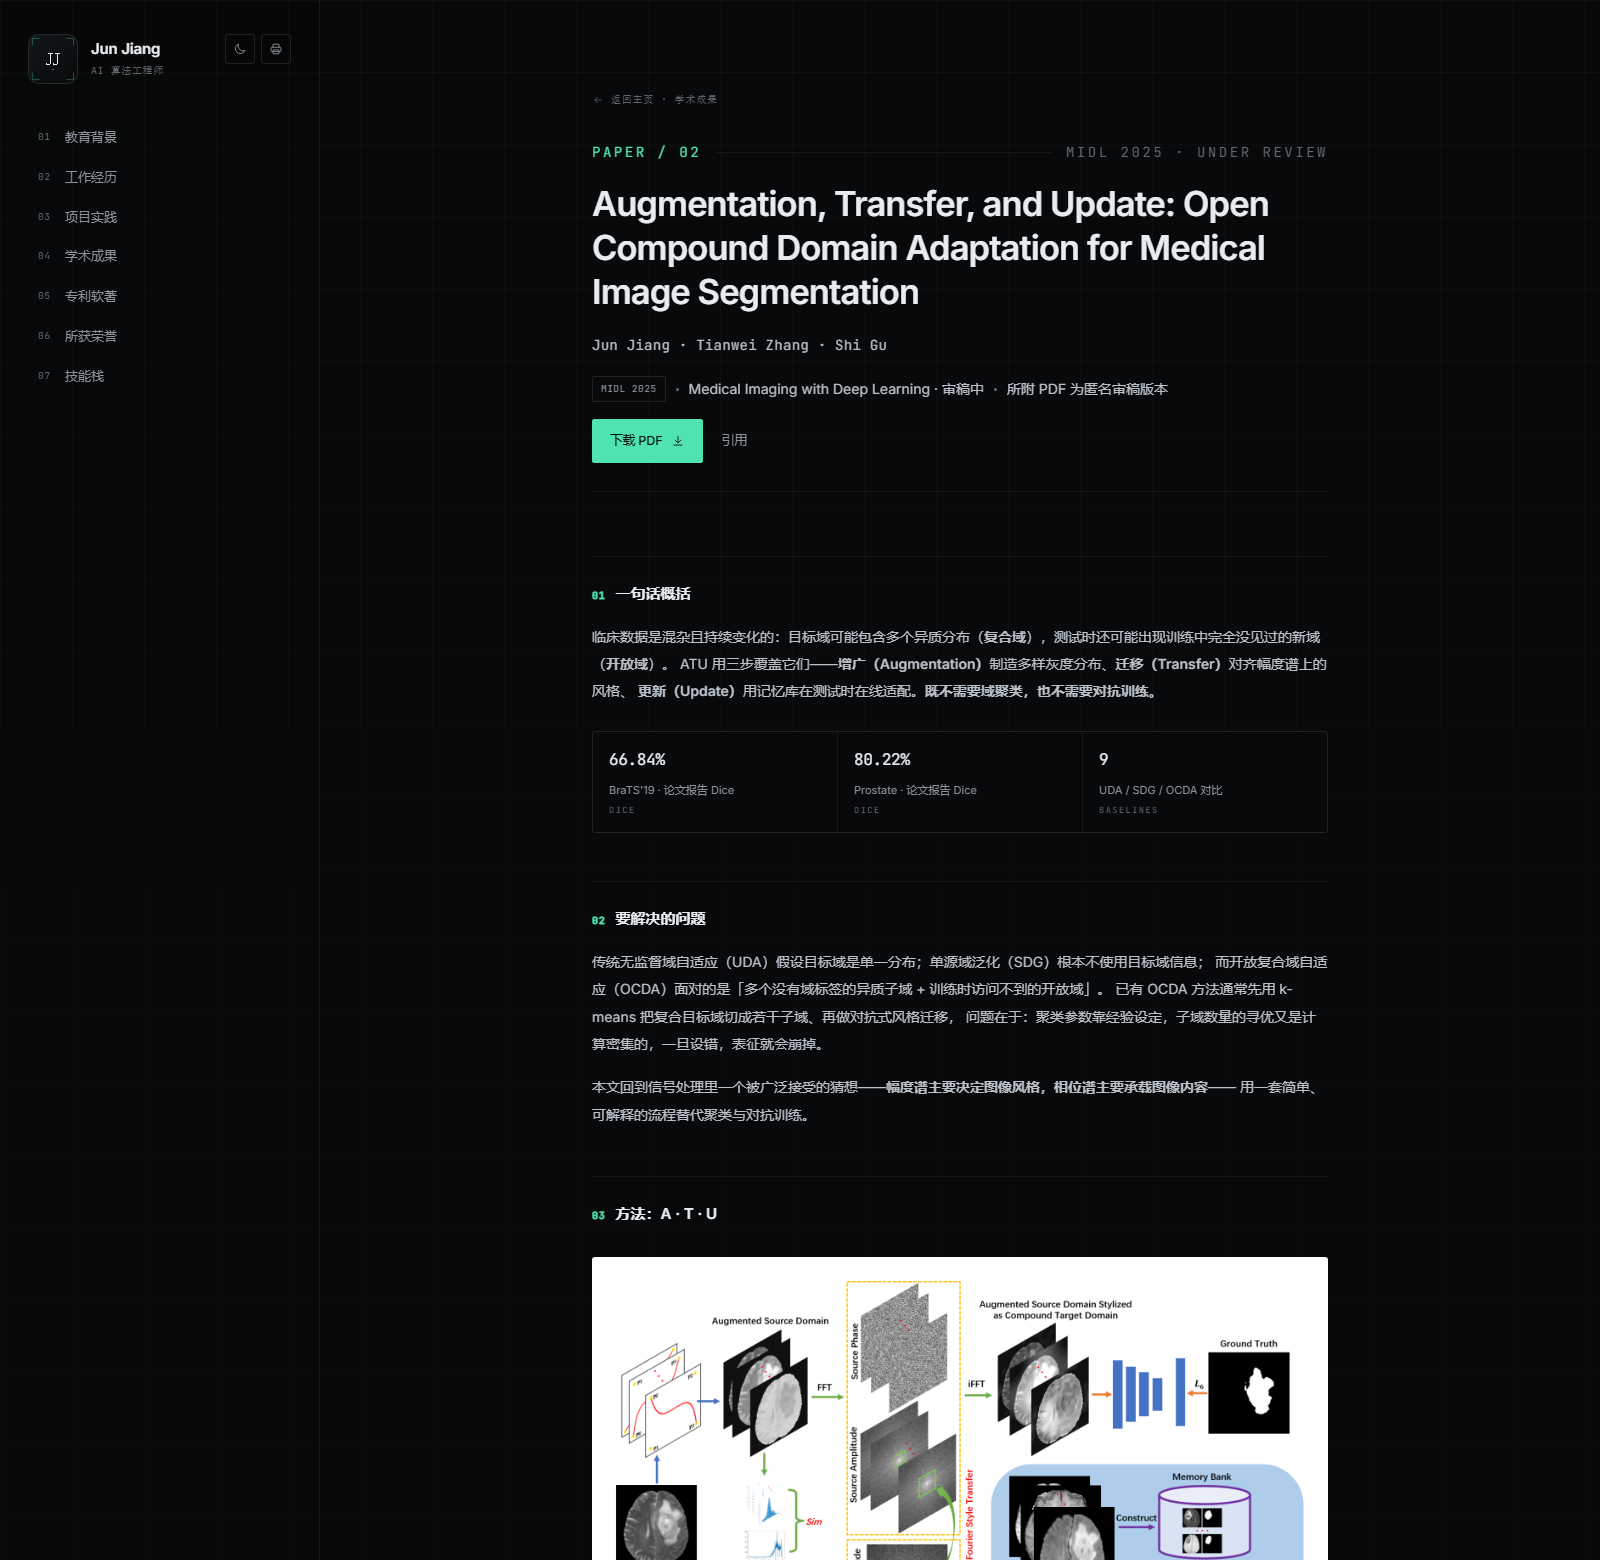 JJ
Jun Jiang
AI 算法工程师
01 教育背景
02 工作经历
03 项目实践
04 学术成果
05 专利软著
06 所获荣誉
07 技能栈
← 返回主页 · 学术成果
PAPER / 02
MIDL 2025 · UNDER REVIEW
Augmentation, Transfer, and Update: Open
Compound Domain Adaptation for Medical
Image Segmentation
Jun Jiang · Tianwei Zhang · Shi Gu
MIDL 2025 · Medical Imaging with Deep Learning · 审稿中 · 所附 PDF 为匿名审稿版本
下载 PDF
引用
01 一句话概括
临床数据是混杂且持续变化的：目标域可能包含多个异质分布（复合域），测试时还可能出现训练中完全没见过的新域
（开放域）。 ATU 用三步覆盖它们——增广（Augmentation）制造多样灰度分布、迁移（Transfer）对齐幅度谱上的
风格、 更新（Update）用记忆库在测试时在线适配。既不需要域聚类，也不需要对抗训练。
66.84%
BraTS'19 · 论文报告 Dice
DICE
80.22%
Prostate · 论文报告 Dice
DICE
9
UDA / SDG / OCDA 对比
BASELINES
02 要解决的问题
传统无监督域自适应（UDA）假设目标域是单一分布；单源域泛化（SDG）根本不使用目标域信息； 而开放复合域自适
应（OCDA）面对的是「多个没有域标签的异质子域 + 训练时访问不到的开放域」。 已有 OCDA 方法通常先用 k-
means 把复合目标域切成若干子域、再做对抗式风格迁移， 问题在于：聚类参数靠经验设定，子域数量的寻优又是计
算密集的，一旦设错，表征就会崩掉。
本文回到信号处理里一个被广泛接受的猜想——幅度谱主要决定图像风格，相位谱主要承载图像内容—— 用一套简单、
可解释的流程替代聚类与对抗训练。
03 方法：A · T · U
Augmented Source Domain
FFT
Source Phase
Source Amplitude
iFFT
Augmented Source Domain Stylized
as Compound Target Domain
Ground Truth
Sim
Fourier Style Transfer
Memory Bank
Construct